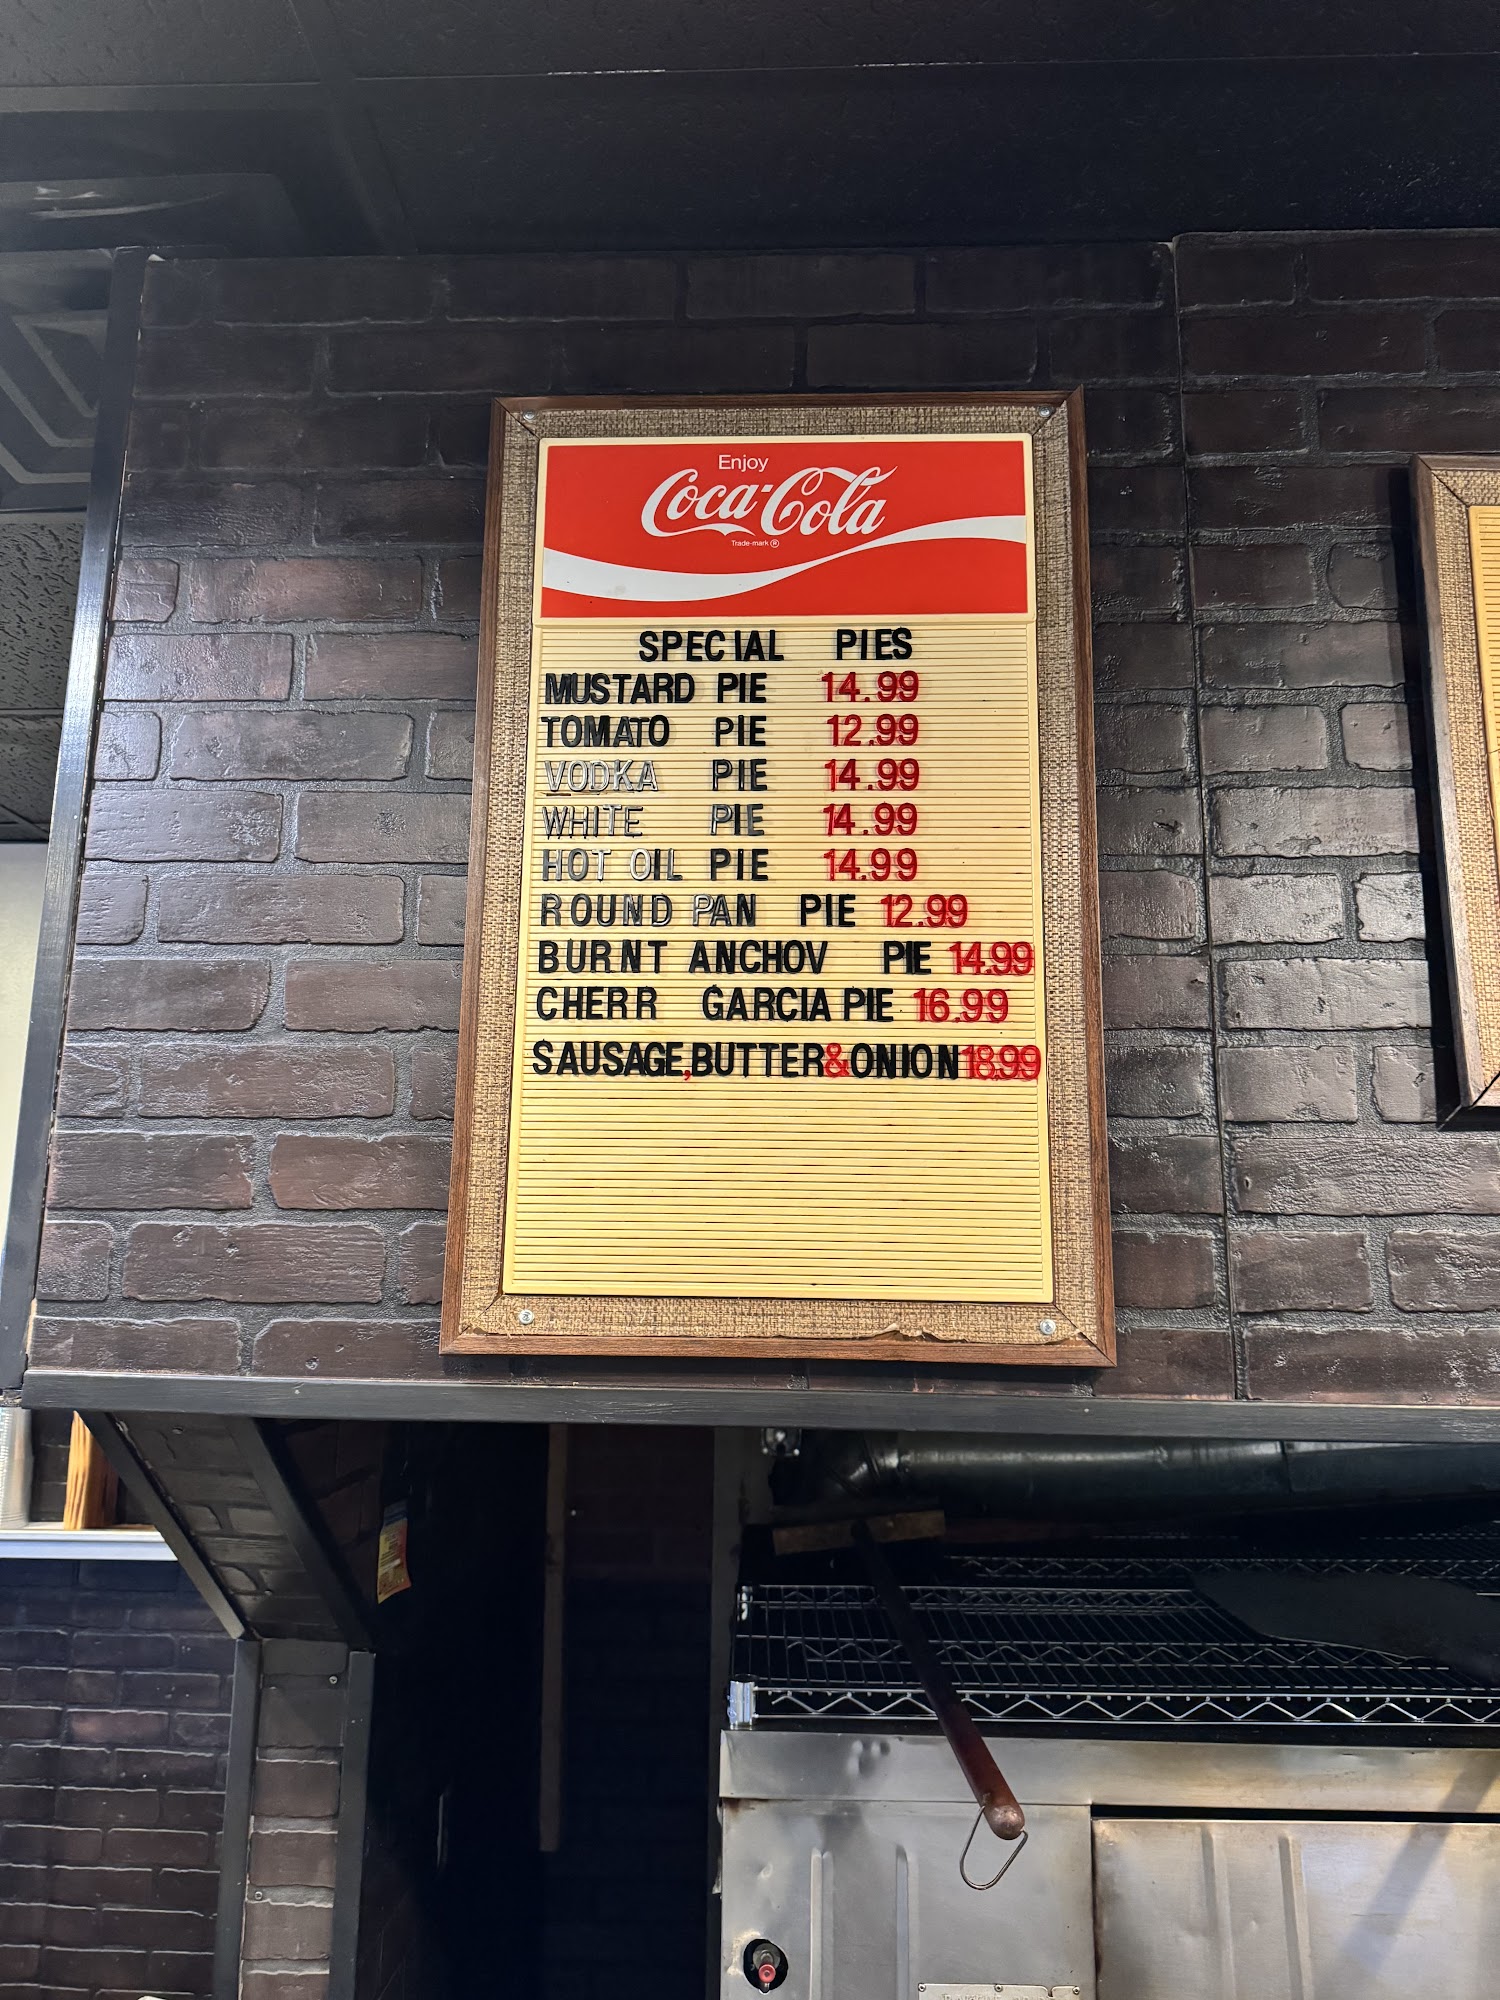 Enjoy
Coca-Cola
Trade-mark ®
SPECIAL PIES
MUSTARD PIE 14.99
TOMATO PIE 12.99
VODKA PIE 14.99
WHITE PIE 14.99
HOT OIL PIE 14.99
ROUND PAN PIE 12.99
BURNT ANCHOV PIE 14.99
CHERR GARCIA PIE 16.99
SAUSAGE,BUTTER&ONION 18.99